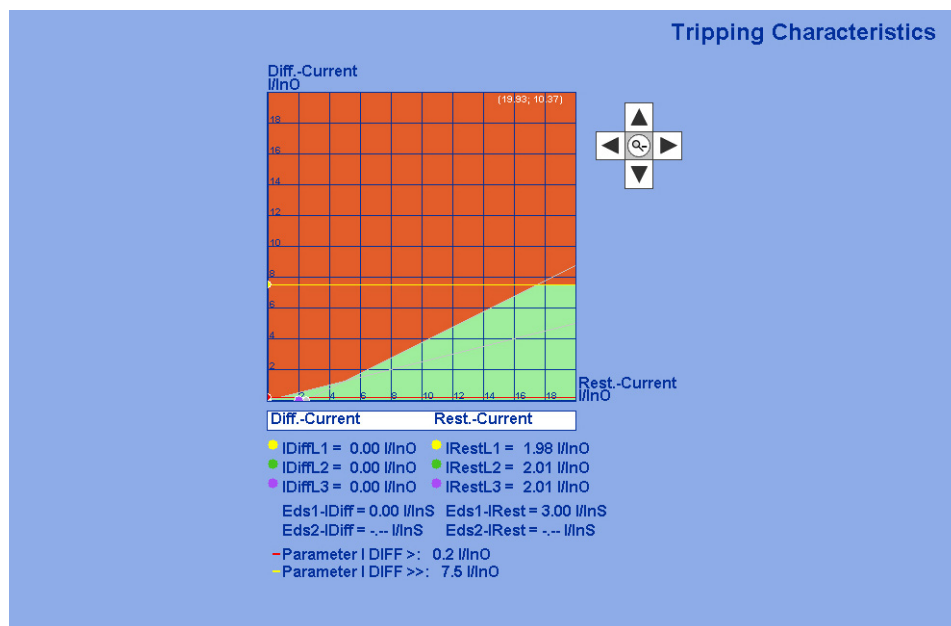 Tripping Characteristics
Diff.-Current
I/InO
(19.93; 10.37)
18
16
14
12
10
8
6
4
2
2 4 6 8 10 12 14 16 18
Rest.-Current
I/InO
Diff.-Current Rest.-Current
IDiffL1 = 0.00 I/InO IRestL1 = 1.98 I/InO
IDiffL2 = 0.00 I/InO IRestL2 = 2.01 I/InO
IDiffL3 = 0.00 I/InO IRestL3 = 2.01 I/InO
Eds1-IDiff = 0.00 I/InS Eds1-IRest = 3.00 I/InS
Eds2-IDiff = -.-- I/InS Eds2-IRest = -.-- I/InS
Parameter I DIFF >: 0.2 I/InO
Parameter I DIFF >>: 7.5 I/InO